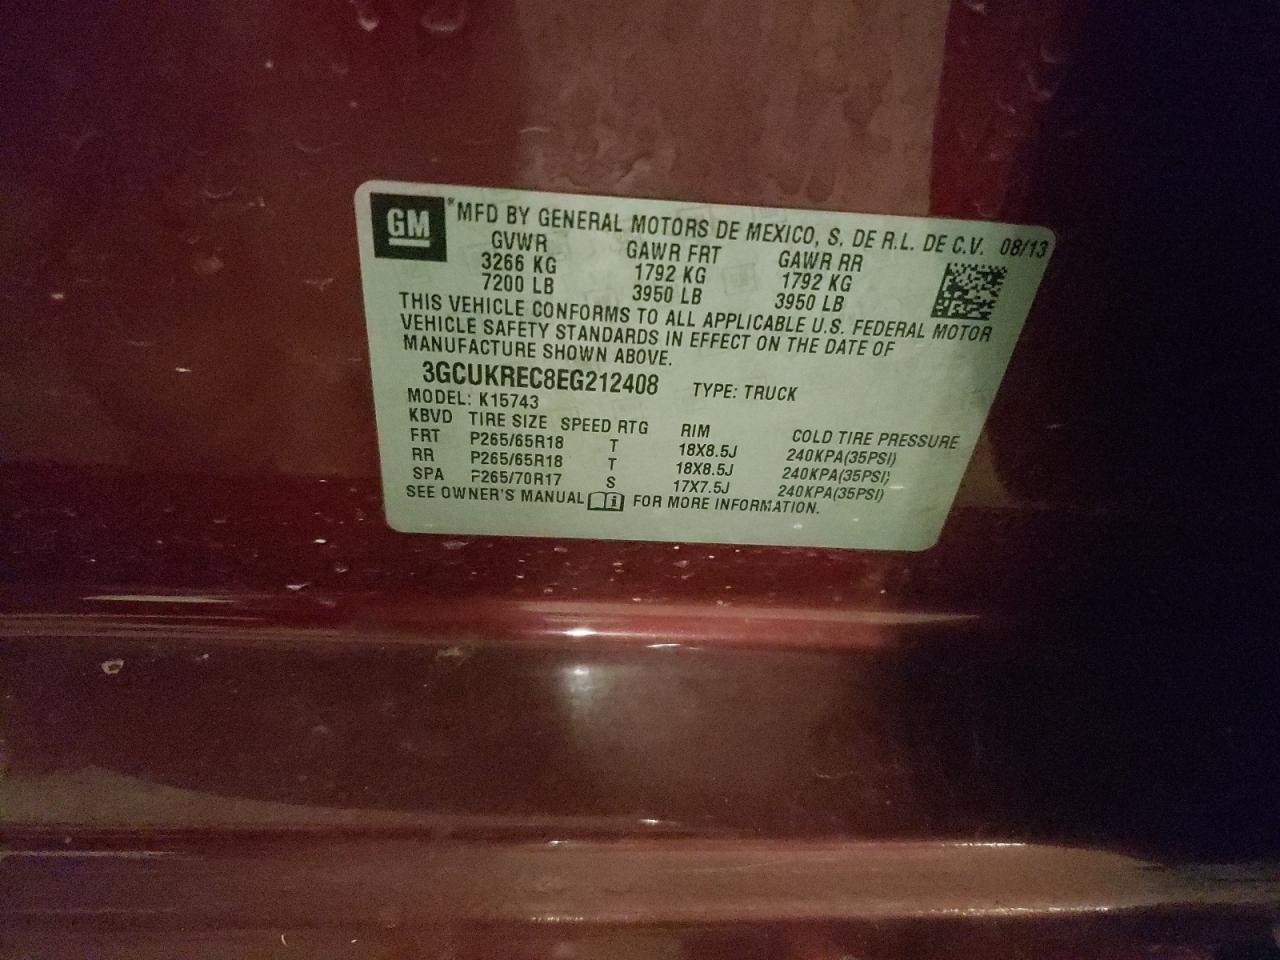 GM *MFD BY GENERAL MOTORS DE MEXICO, S. DE R.L. DE C.V. 08/13
GVWR GAWR FRT GAWR RR
3266 KG 1792 KG 1792 KG
7200 LB 3950 LB 3950 LB
THIS VEHICLE CONFORMS TO ALL APPLICABLE U.S. FEDERAL MOTOR
VEHICLE SAFETY STANDARDS IN EFFECT ON THE DATE OF
MANUFACTURE SHOWN ABOVE.
3GCUKREC8EG212408 TYPE: TRUCK
MODEL: K15743
KBVD TIRE SIZE SPEED RTG RIM COLD TIRE PRESSURE
FRT P265/65R18 T 18X8.5J 240KPA(35PSI)
RR P265/65R18 T 18X8.5J 240KPA(35PSI)
SPA P265/70R17 S 17X7.5J 240KPA(35PSI)
SEE OWNER'S MANUAL i FOR MORE INFORMATION.